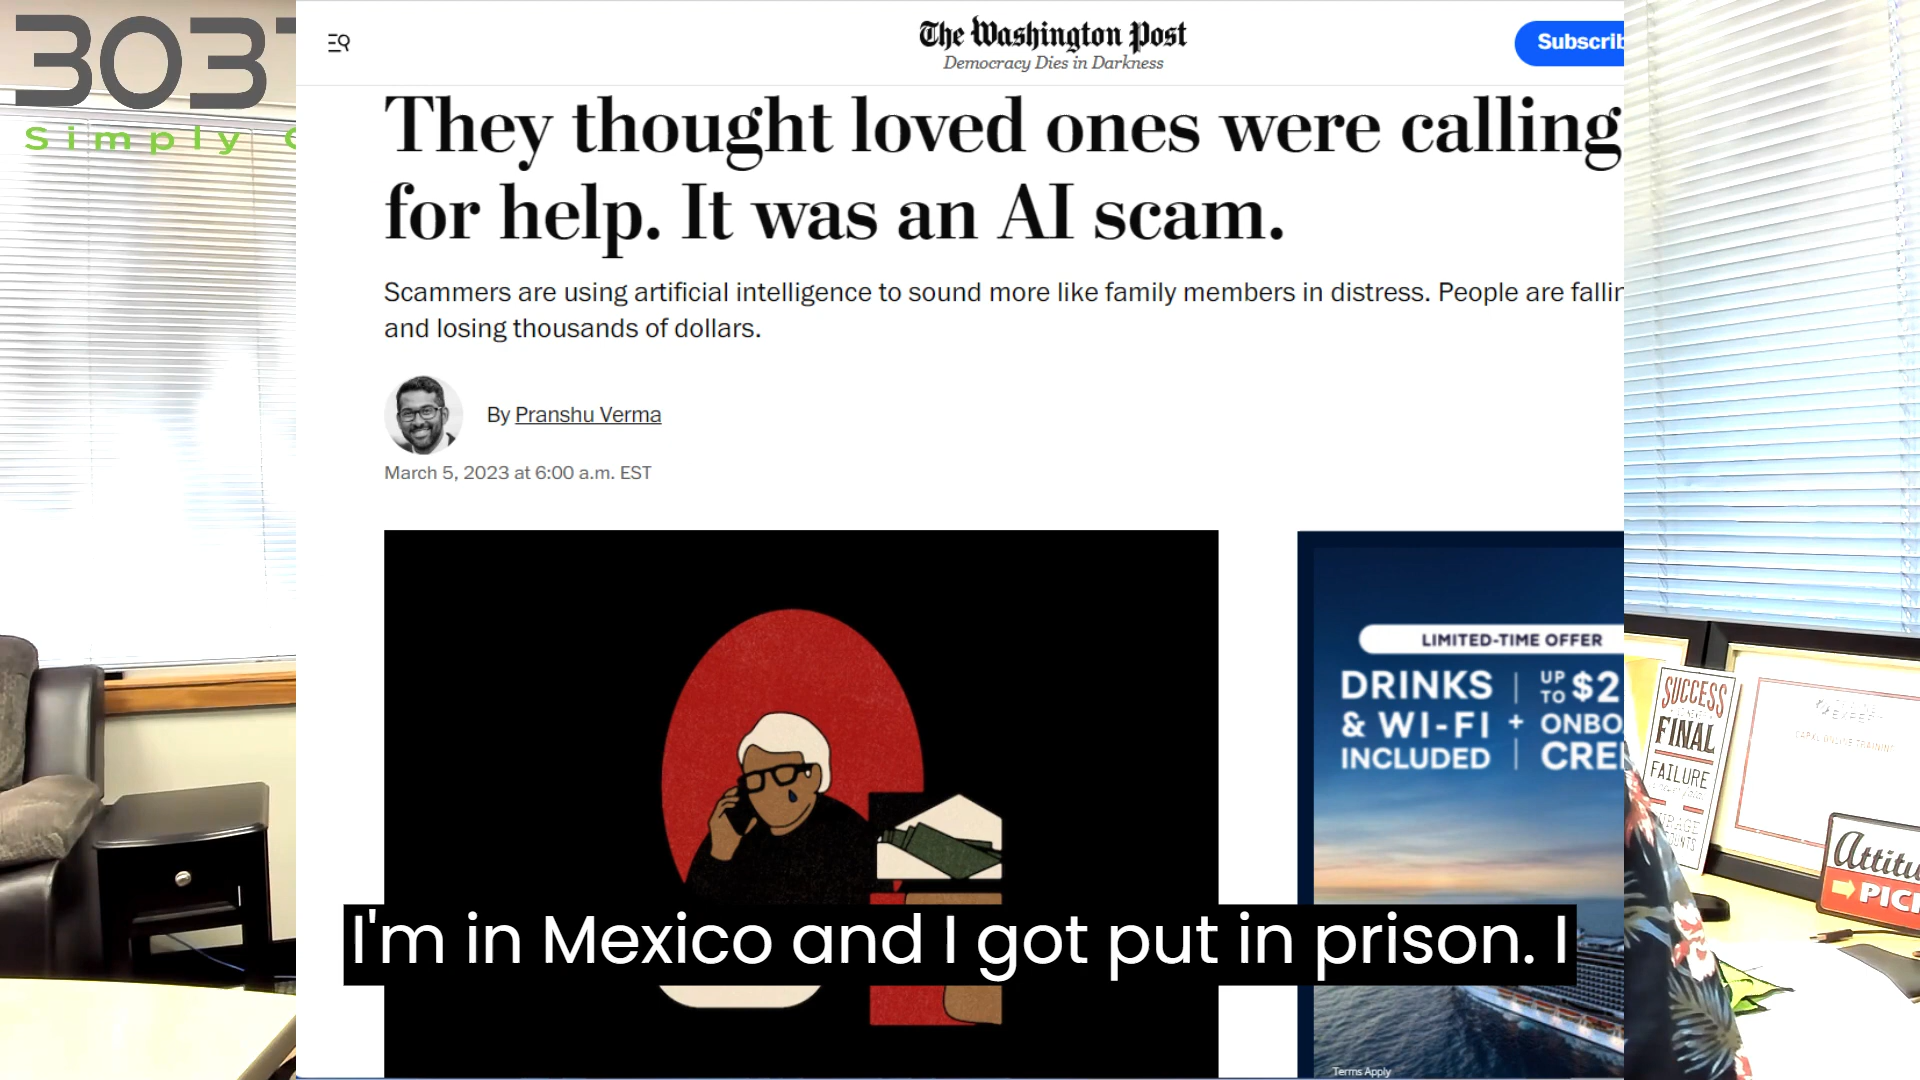 303
Simply
The Washington Post
Democracy Dies in Darkness
Subscrib
They thought loved ones were calling
for help. It was an AI scam.
Scammers are using artificial intelligence to sound more like family members in distress. People are fallin
and losing thousands of dollars.
By Pranshu Verma
March 5, 2023 at 6:00 a.m. EST
LIMITED-TIME OFFER
DRINKS
& WI-FI
INCLUDED
+
UP TO $2
ONBO
CRE
Terms Apply
I'm in Mexico and I got put in prison. I
SUCCESS
FINAL
FAILURE
Attitu
PICK